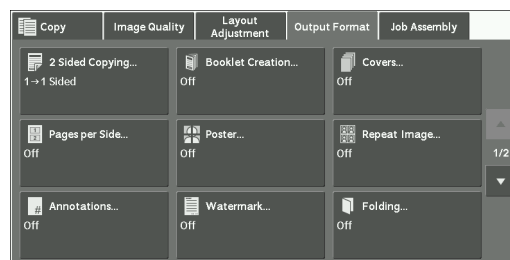 Copy
Image Quality
Layout
Adjustment
Output Format
Job Assembly
2 Sided Copying...
1→1 Sided
Booklet Creation...
Off
Covers...
Off
Pages per Side...
Off
Poster...
Off
Repeat Image...
Off
1/2
Annotations...
Off
Watermark...
Off
Folding...
Off